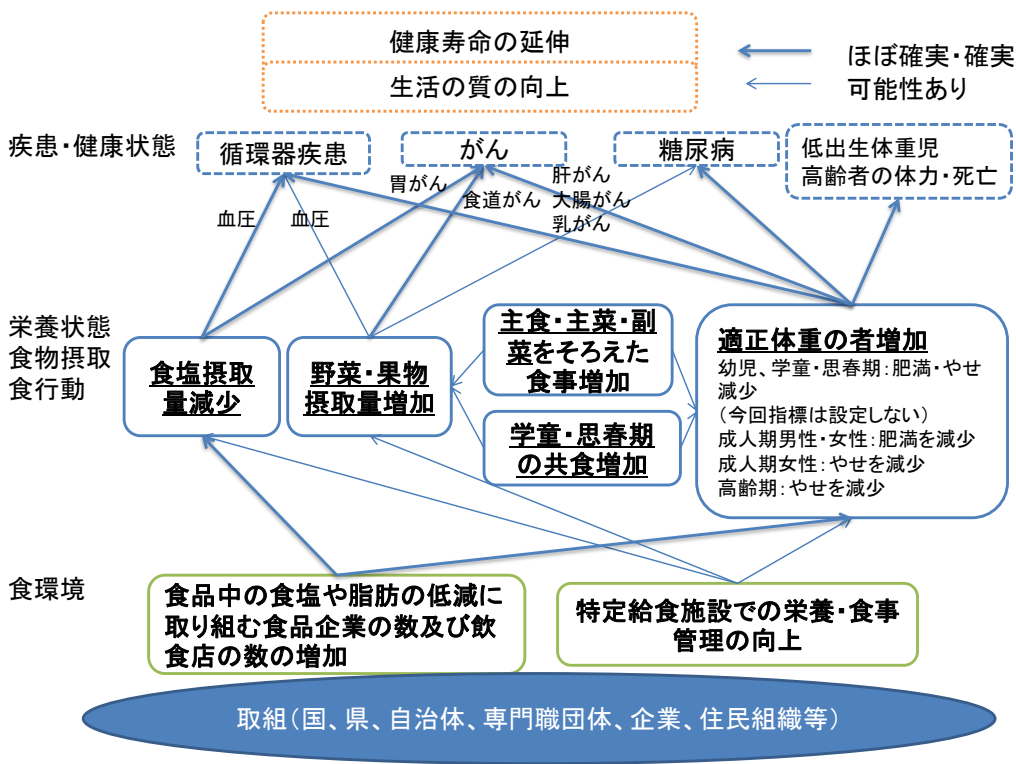 健康寿命の延伸
生活の質の向上
ほぼ確実・確実
可能性あり
疾患・健康状態
循環器疾患
がん
糖尿病
低出生体重児
高齢者の体力・死亡
胃がん
食道がん
肝がん
大腸がん
乳がん
血圧
血圧
栄養状態
食物摂取
食行動
食塩摂取
量減少
野菜・果物
摂取量増加
主食・主菜・副
菜をそろえた
食事増加
学童・思春期
の共食増加
適正体重の者増加
幼児、学童・思春期:肥満・やせ
減少
(今回指標は設定しない)
成人期男性・女性:肥満を減少
成人期女性:やせを減少
高齢期:やせを減少
食環境
食品中の食塩や脂肪の低減に
取り組む食品企業の数及び飲
食店の数の増加
特定給食施設での栄養・食事
管理の向上
取組(国、県、自治体、専門職団体、企業、住民組織等)